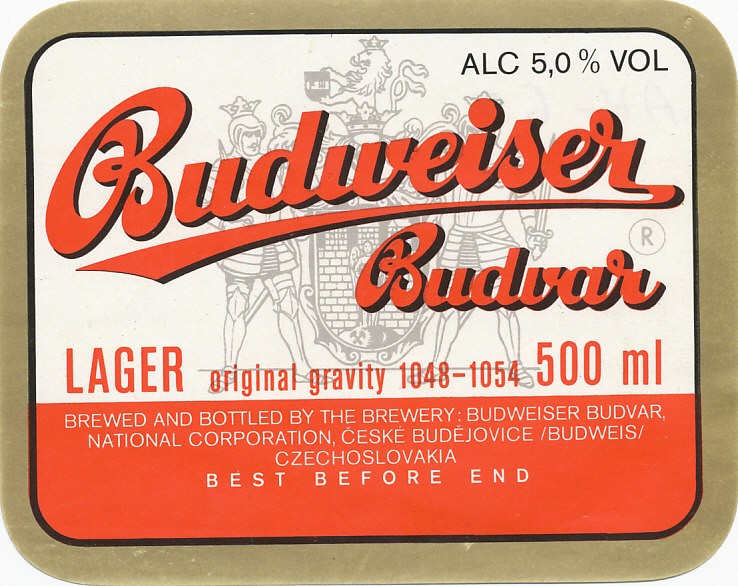 ALC 5,0 % VOL
Budweiser
Budvar
®
LAGER original gravity 1048-1054 500 ml
BREWED AND BOTTLED BY THE BREWERY: BUDWEISER BUDVAR,
NATIONAL CORPORATION, ČESKÉ BUDĚJOVICE /BUDWEIS/
CZECHOSLOVAKIA
BEST BEFORE END